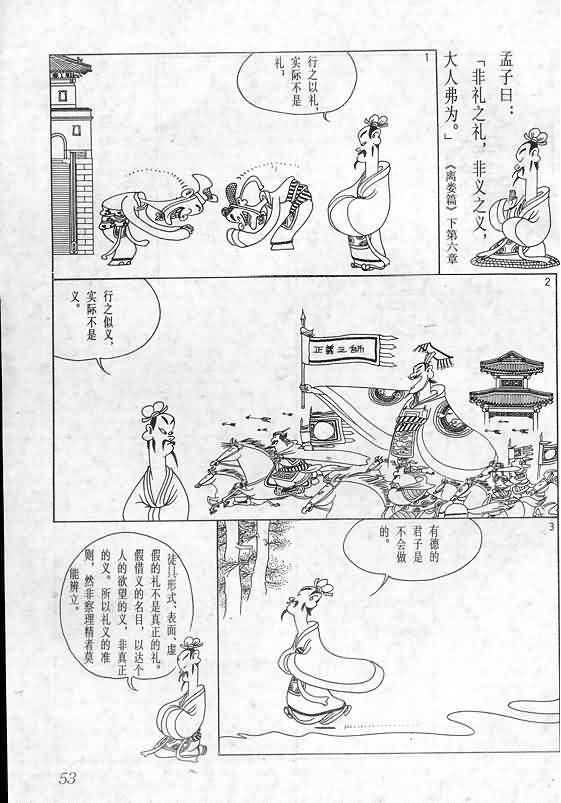 孟子曰：
「非礼之礼，非义之义，
大人弗为。」
《离娄篇》下第六章
1
行之以礼，
实际不是
礼，
2
行之似义，
实际不是
义。
正義之師
3
有德的
君子是
不会做
的。
徒具形式、表面、虚
假的礼不是真正的礼。
假借义的名目，以达个
人的欲望的义，非真正
的义。所以礼义的准
则，然非察理精者莫
能辨立。
53